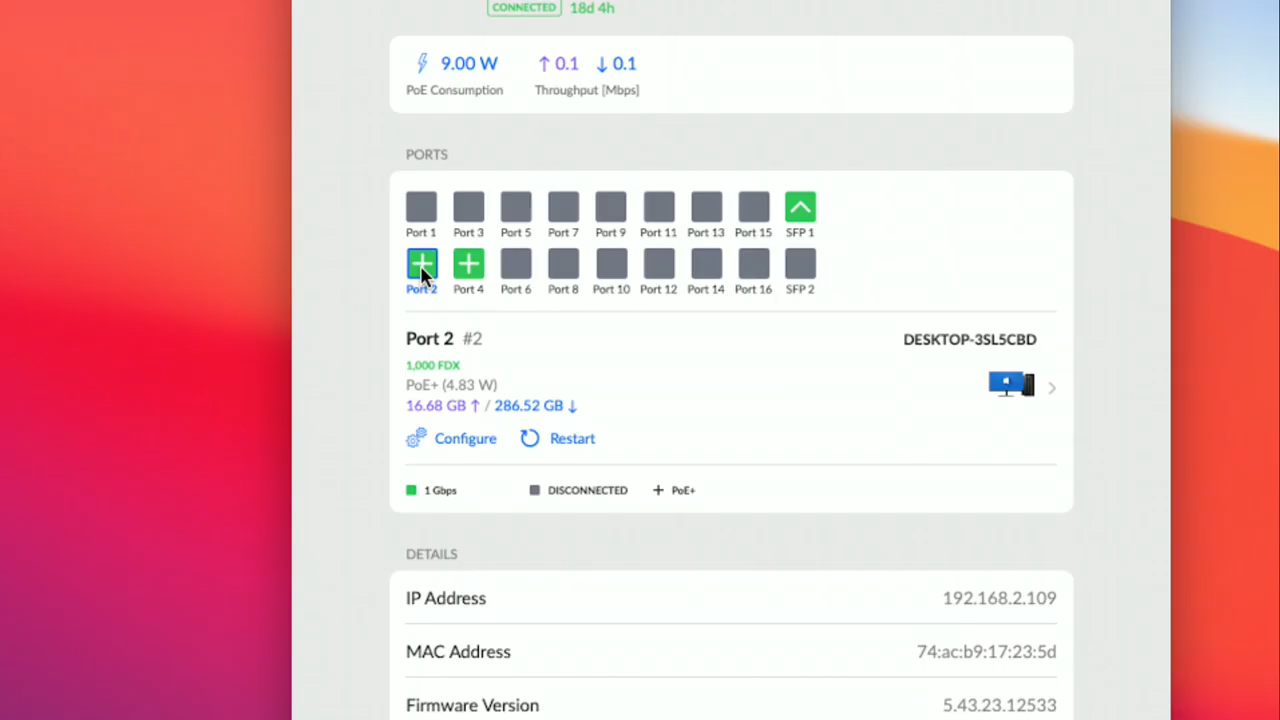 CONNECTED 18d 4h
9.00 W ↑ 0.1 ↓ 0.1
PoE Consumption Throughput [Mbps]
PORTS
Port 1 Port 3 Port 5 Port 7 Port 9 Port 11 Port 13 Port 15 SFP 1
Port 2 Port 4 Port 6 Port 8 Port 10 Port 12 Port 14 Port 16 SFP 2
Port 2 #2 DESKTOP-3SL5CBD
1,000 FDX
PoE+ (4.83 W)
16.68 GB ↑ / 286.52 GB ↓
Configure Restart
1 Gbps DISCONNECTED + PoE+
DETAILS
IP Address 192.168.2.109
MAC Address 74:ac:b9:17:23:5d
Firmware Version 5.43.23.12533